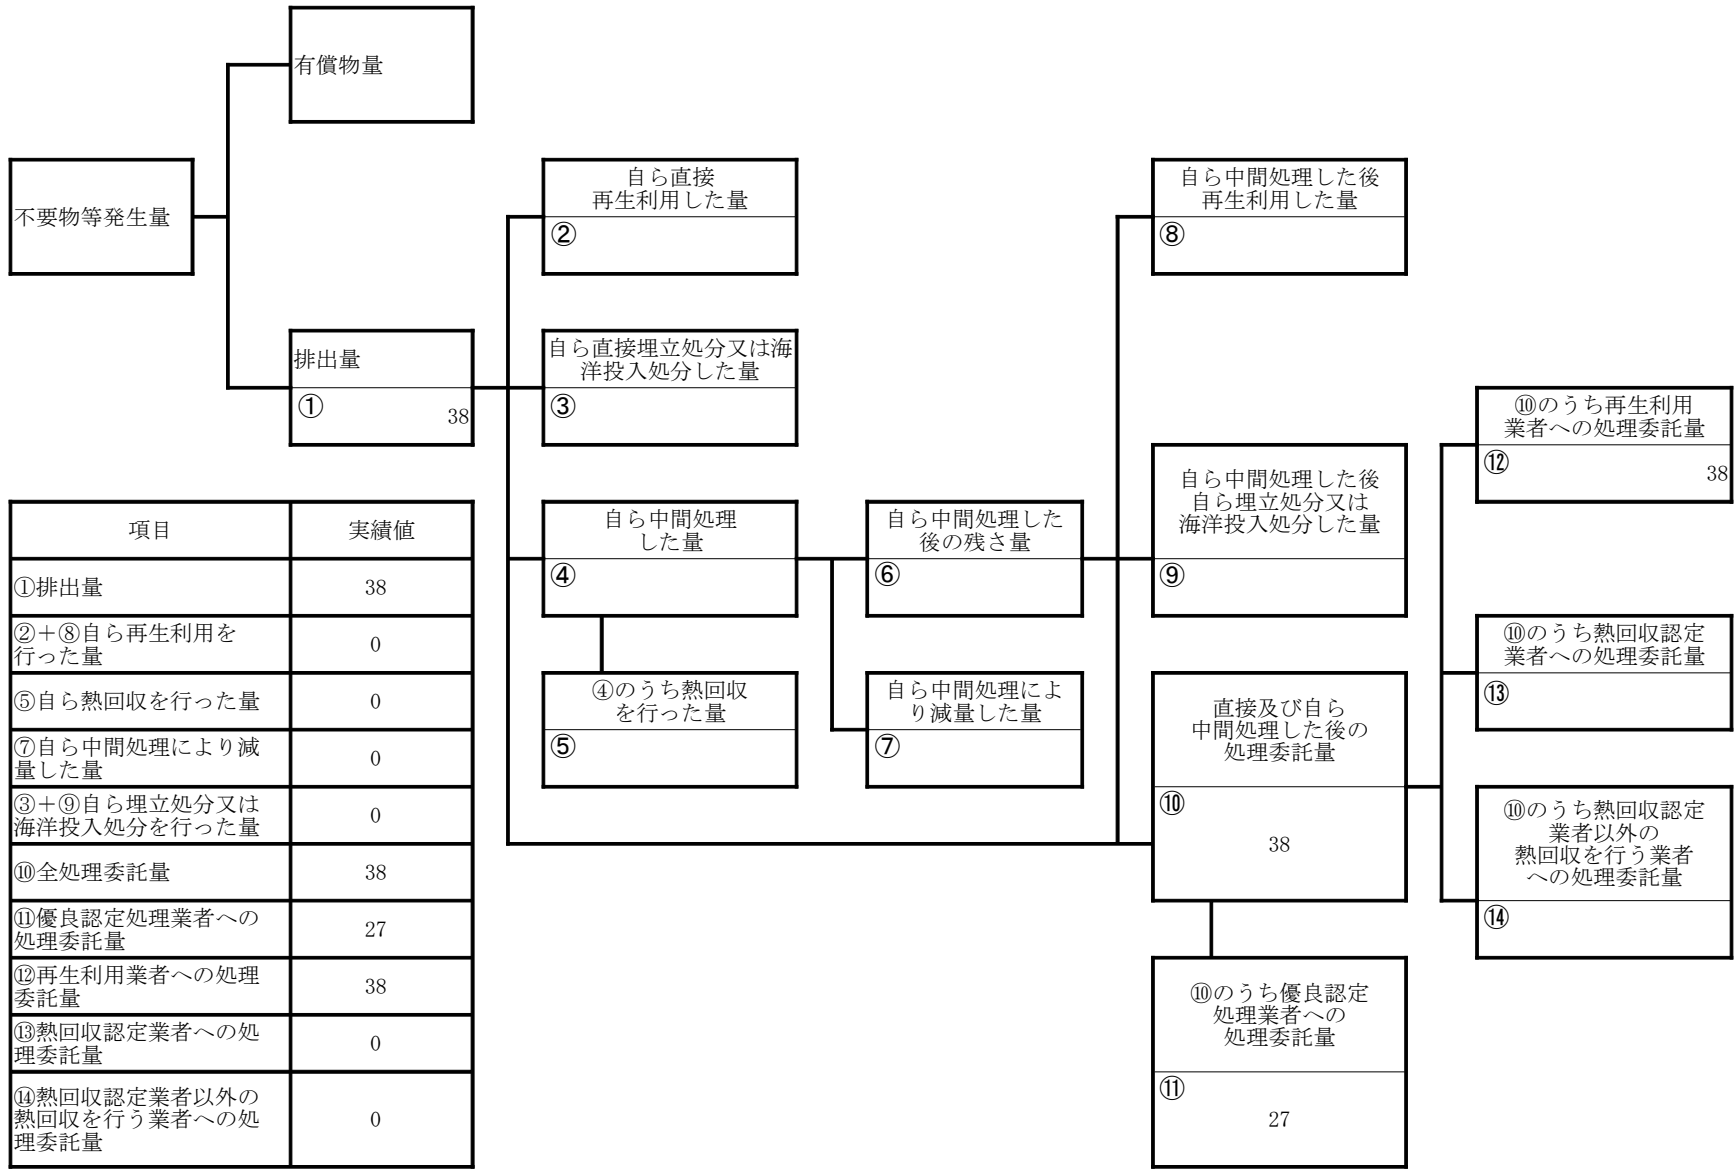 有償物量
不要物等発生量
自ら直接
再生利用した量
②
自ら中間処理した後
再生利用した量
⑧
排出量
①
38
自ら直接埋立処分又は海
洋投入処分した量
③
⑩のうち再生利用
業者への処理委託量
⑫
38
自ら中間処理した後
自ら埋立処分又は
海洋投入処分した量
⑨
自ら中間処理
した量
④
自ら中間処理した
後の残さ量
⑥
⑩のうち熱回収認定
業者への処理委託量
⑬
④のうち熱回収
を行った量
⑤
自ら中間処理によ
り減量した量
⑦
直接及び自ら
中間処理した後の
処理委託量
⑩
38
⑩のうち熱回収認定
業者以外の
熱回収を行う業者
への処理委託量
⑭
⑩のうち優良認定
処理業者への
処理委託量
⑪
27
項目 実績値
①排出量 38
②+⑧自ら再生利用を
行った量 0
⑤自ら熱回収を行った量 0
⑦自ら中間処理により減
量した量 0
③+⑨自ら埋立処分又は
海洋投入処分を行った量 0
⑩全処理委託量 38
⑪優良認定処理業者への
処理委託量 27
⑫再生利用業者への処理
委託量 38
⑬熱回収認定業者への処
理委託量 0
⑭熱回収認定業者以外の
熱回収を行う業者への処
理委託量 0